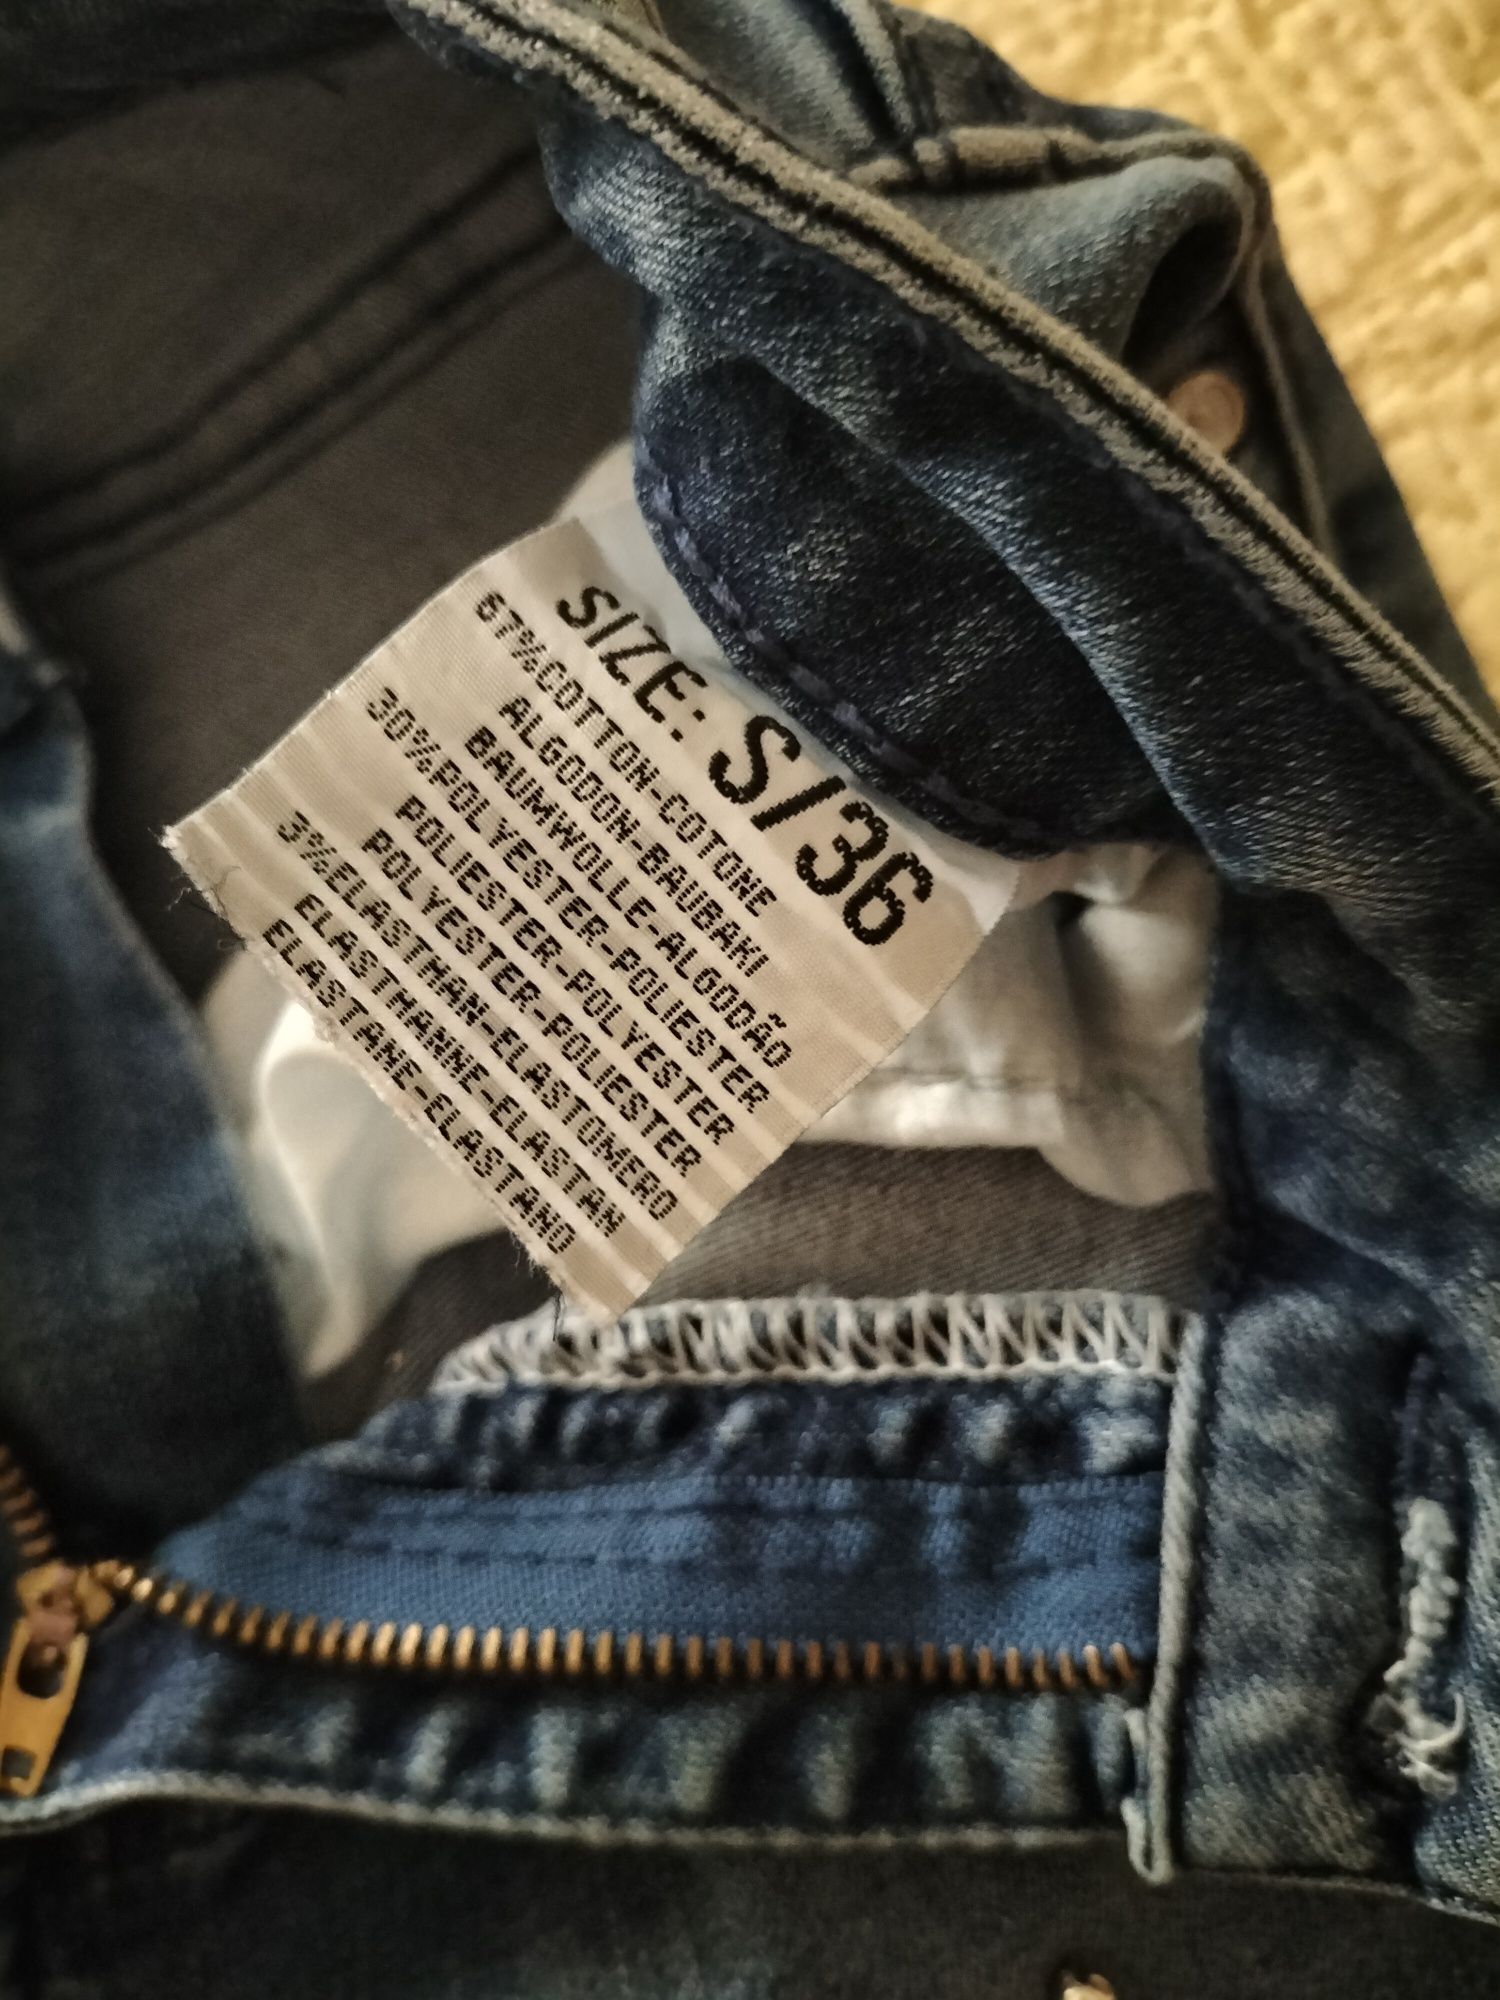 SIZE: S/36
67%COTTON-COTONE
ALGODON-BAUBAKI
BAUMWOLLE-ALGODÃO
30%POLYESTER-POLIESTER
POLIESTER-POLYESTER
POLYESTER-POLIESTER
3%ELASTHAN-ELASTOMERO
ELASTHANNE-ELASTAN
ELASTANE-ELASTANO